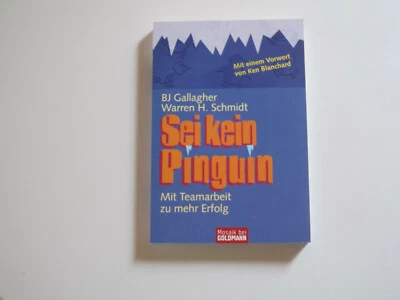 Mit einem Vorwort
von Ken Blanchard
BJ Gallagher
Warren H. Schmidt
Sei kein
Pinguin
Mit Teamarbeit
zu mehr Erfolg
Mosaik bei
GOLDMANN